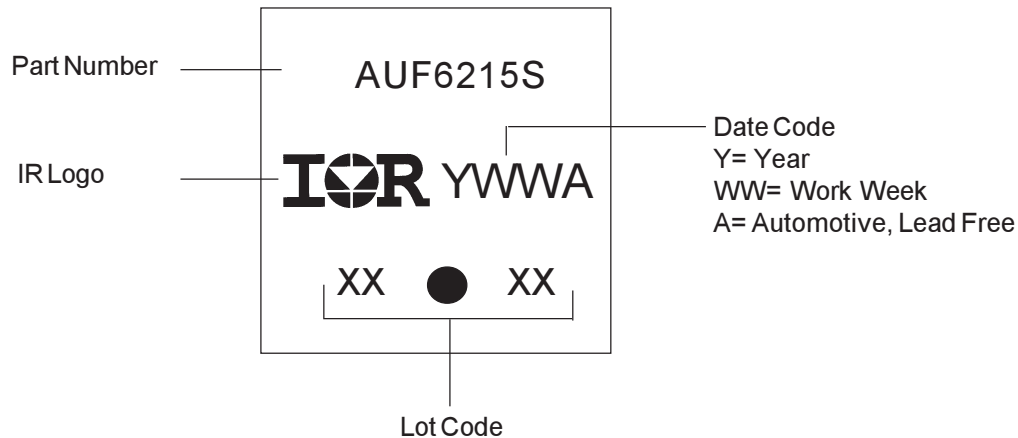 Part Number
AUF6215S
Date Code
Y= Year
WW= Work Week
A= Automotive, Lead Free
IR Logo
IOR YWWA
XX ● XX
Lot Code